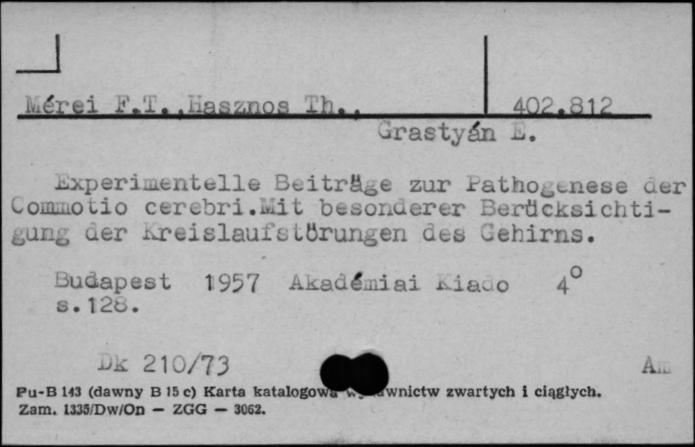 Mérei F.T.,Hasznos Th., 402.812
Grastyán E.
Experimentelle Beiträge zur Pathogenese der
Commotio cerebri.Mit besonderer Berücksichti-
gung der Kreislaufstörungen des Gehirns.
Budapest 1957 Akadémiai Kiado 4°
s.128.
Dk 210/73 Am
Pu-B 143 (dawny B 15 c) Karta katalogowa wydawnictw zwartych i ciągłych.
Zam. 1335/Dw/On — ZGG — 3062.